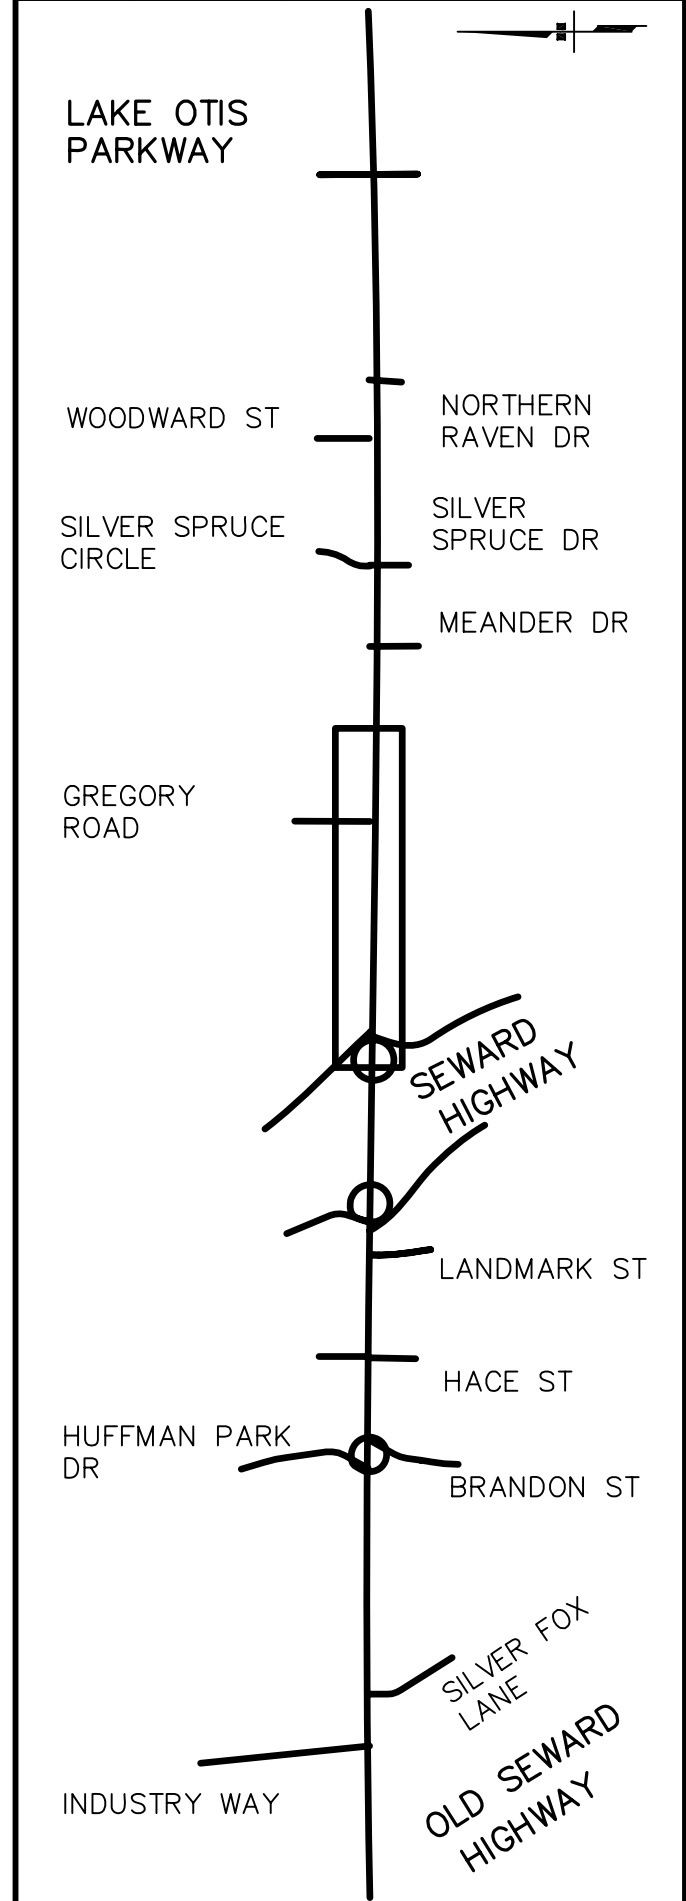 LAKE OTIS
PARKWAY
WOODWARD ST
NORTHERN
RAVEN DR
SILVER SPRUCE
CIRCLE
SILVER
SPRUCE DR
MEANDER DR
GREGORY
ROAD
SEWARD
HIGHWAY
LANDMARK ST
HACE ST
HUFFMAN PARK
DR
BRANDON ST
SILVER FOX
LANE
INDUSTRY WAY
OLD SEWARD
HIGHWAY